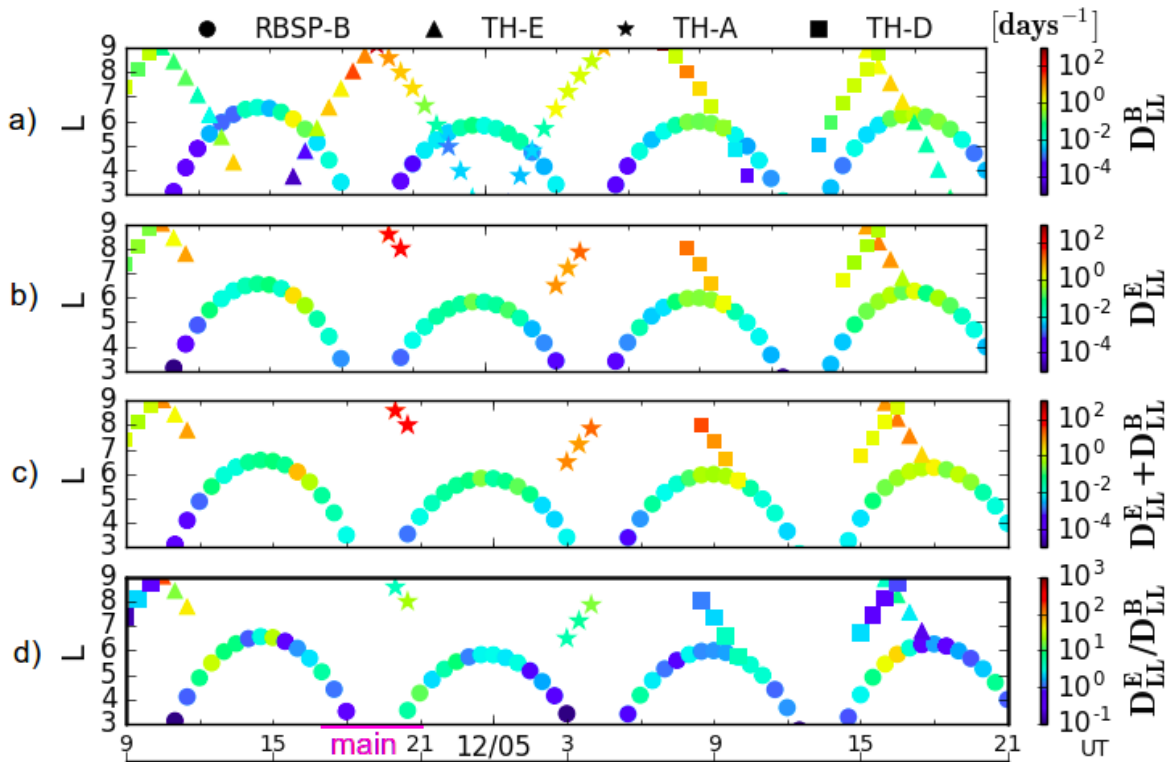 RBSP-B TH-E TH-A TH-D [days⁻¹]
a) L 9 8 7 6 5 4 3 10² 10⁰ 10⁻² 10⁻⁴ D^B_LL
b) L 9 8 7 6 5 4 3 10² 10⁰ 10⁻² 10⁻⁴ D^E_LL
c) L 9 8 7 6 5 4 3 10² 10⁰ 10⁻² 10⁻⁴ D^E_LL + D^B_LL
d) L 9 8 7 6 5 4 3 10³ 10² 10¹ 10⁰ 10⁻¹ D^E_LL/D^B_LL
main
9 15 21 12/05 3 9 15 21 UT